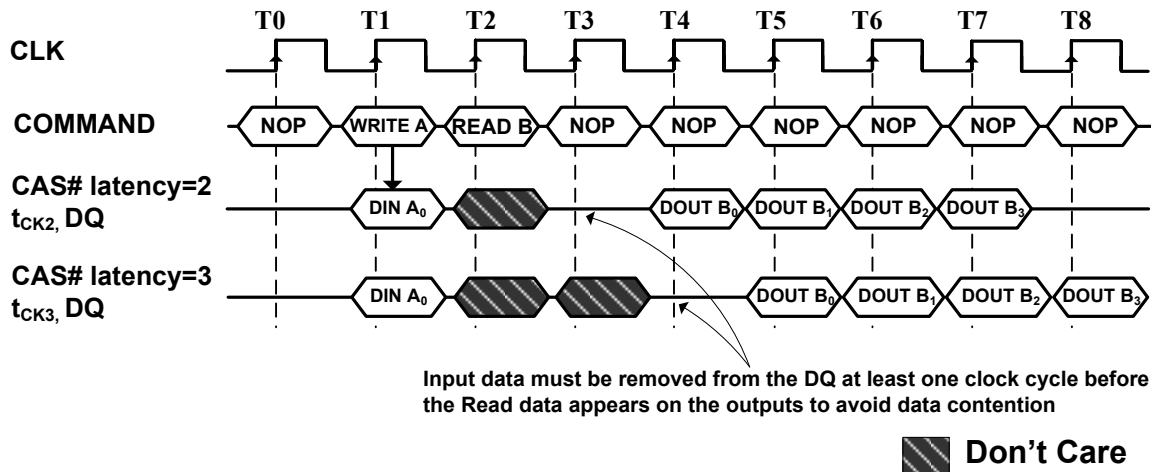 T0 T1 T2 T3 T4 T5 T6 T7 T8
CLK
COMMAND NOP WRITE A READ B NOP NOP NOP NOP NOP NOP
CAS# latency=2
tCK2, DQ DIN A0 DOUT B0 DOUT B1 DOUT B2 DOUT B3
CAS# latency=3
tCK3, DQ DIN A0 DOUT B0 DOUT B1 DOUT B2 DOUT B3
Input data must be removed from the DQ at least one clock cycle before
the Read data appears on the outputs to avoid data contention
Don't Care